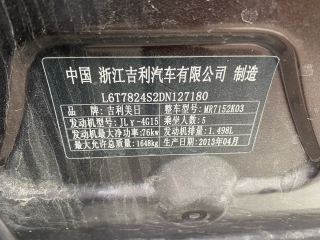 中国 浙江吉利汽车有限公司 制造
L6T7824S2DN127180
品 牌:吉利美日 整车型号:MR7152K03
发动机型号:JLγ-4G15 乘坐人数:5
发动机最大净功率:76kw 发动机排量:1.498L
最大允许总质量:1648kg 生产日期:2013年04月